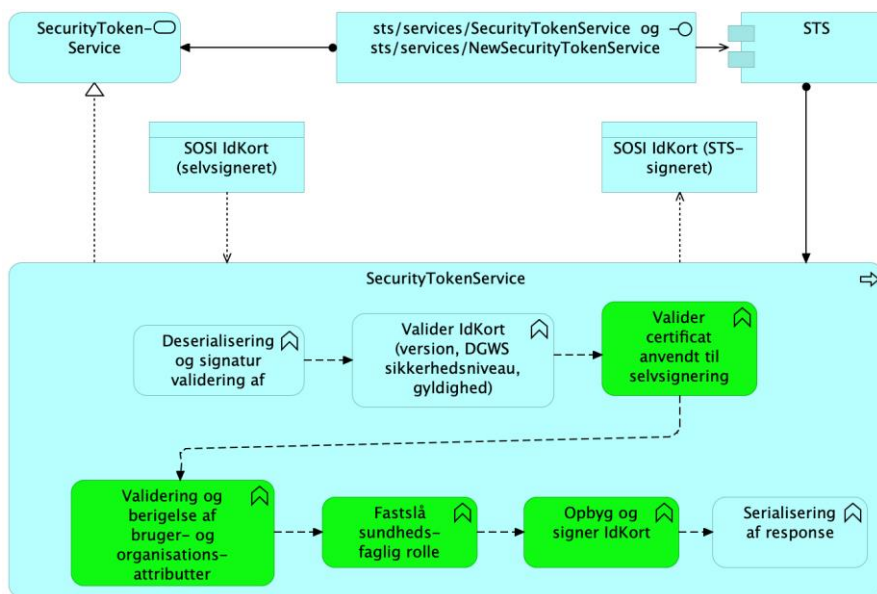 SecurityToken-
Service
sts/services/SecurityTokenService og
sts/services/NewSecurityTokenService
STS
SOSI IdKort
(selvsigneret)
SOSI IdKort (STS-
signeret)
SecurityTokenService
Deserialisering
og signatur
validering af
Valider IdKort
(version, DGWS
sikkerhedsniveau,
gyldighed)
Valider
certificat
anvendt til
selvsignering
Validering og
berigelse af
bruger- og
organisations-
attributter
Fastslå
sundheds-
faglig rolle
Opbyg og
signer IdKort
Serialisering
af response